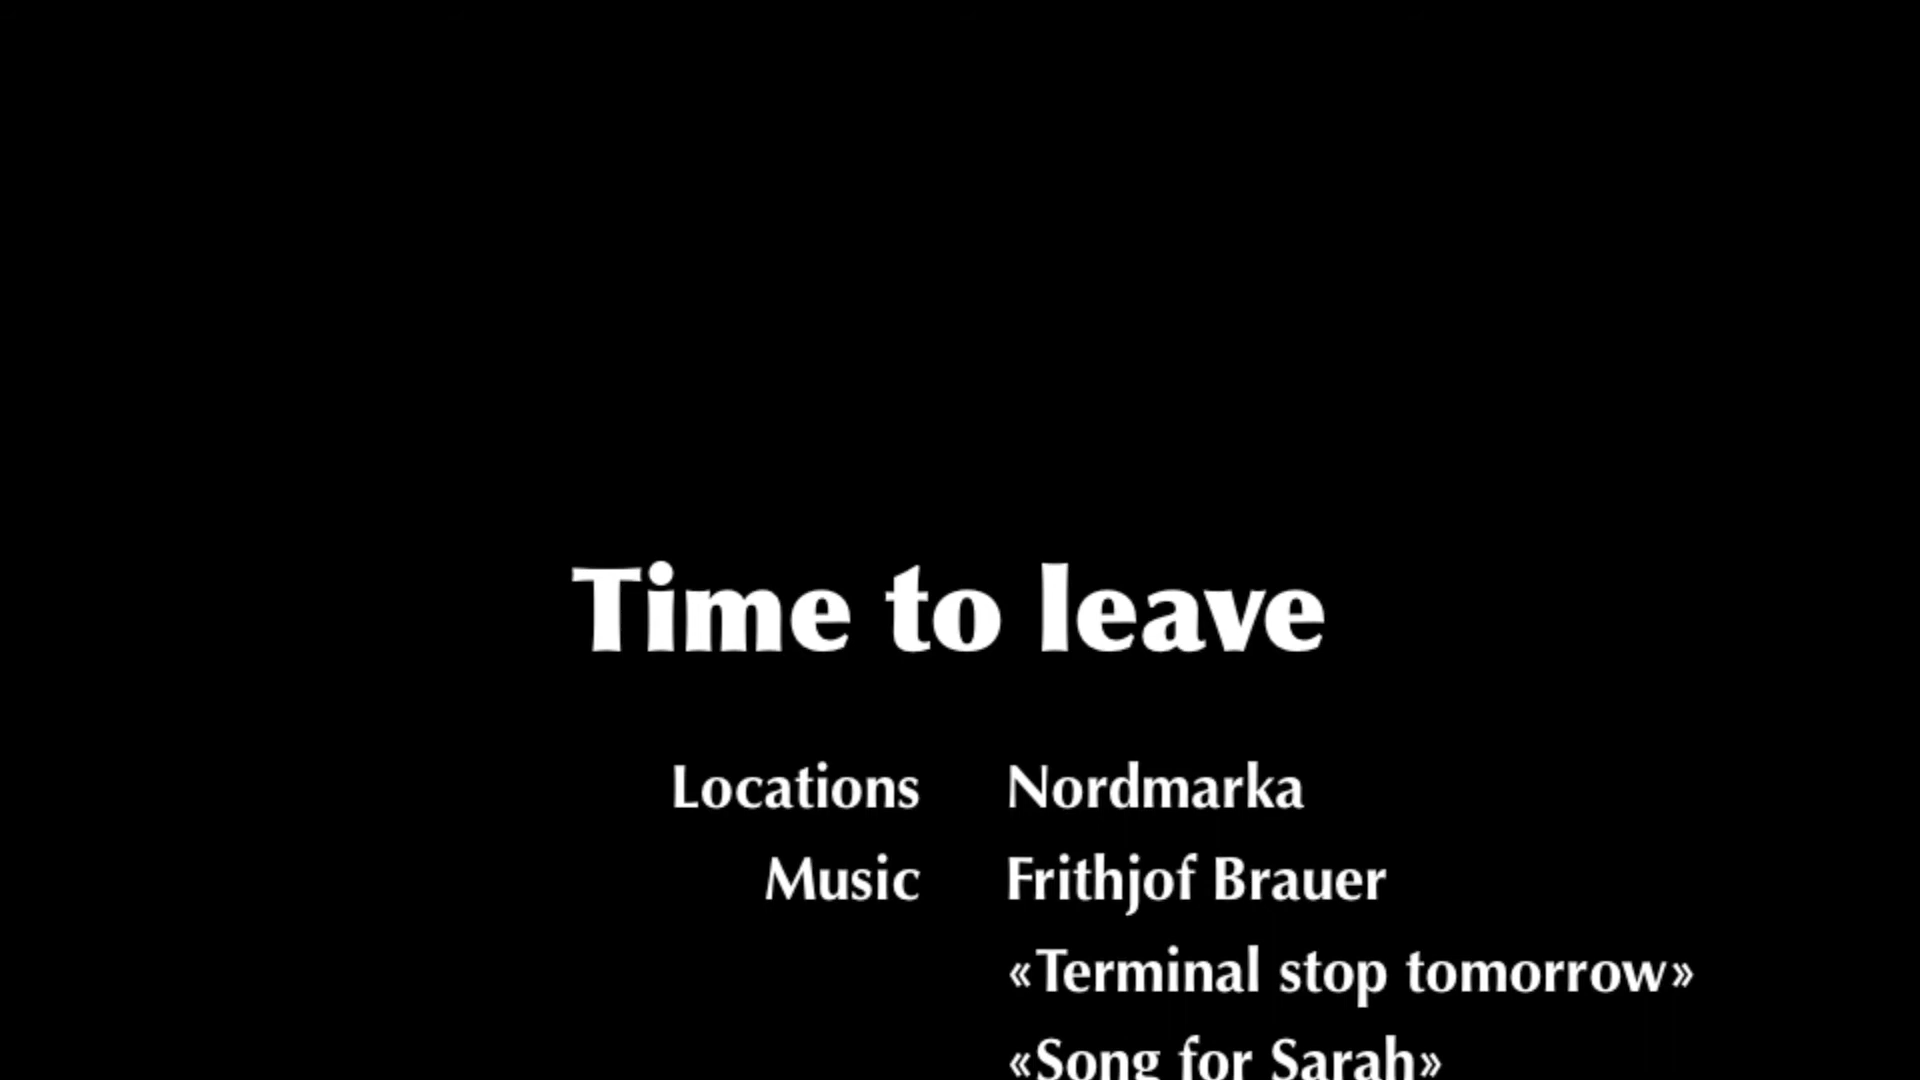 Time to leave
Locations Nordmarka
Music Frithjof Brauer
«Terminal stop tomorrow»
«Song for Sarah»